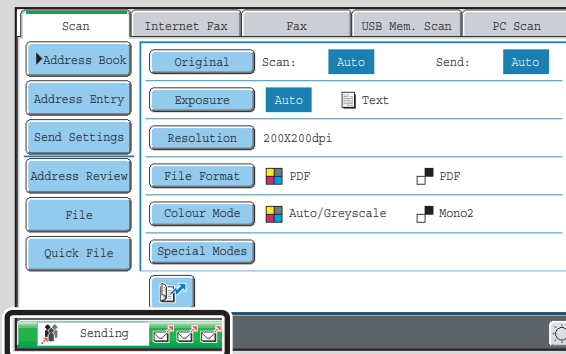 Scan Internet Fax Fax USB Mem. Scan PC Scan
Address Book Original Scan: Auto Send: Auto
Address Entry Exposure Auto Text
Send Settings Resolution 200X200dpi
Address Review File Format PDF PDF
File Colour Mode Auto/Greyscale Mono2
Quick File Special Modes
Sending